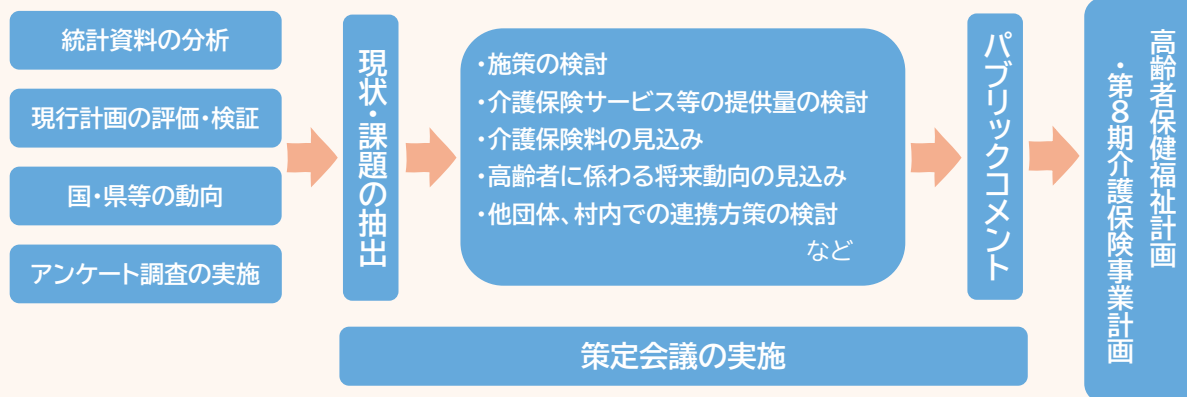 統計資料の分析
現行計画の評価・検証
国・県等の動向
アンケート調査の実施
現状・課題の抽出
・施策の検討
・介護保険サービス等の提供量の検討
・介護保険料の見込み
・高齢者に係わる将来動向の見込み
・他団体、村内での連携方策の検討
など
パブリックコメント
高齢者保健福祉計画
・第8期介護保険事業計画
策定会議の実施